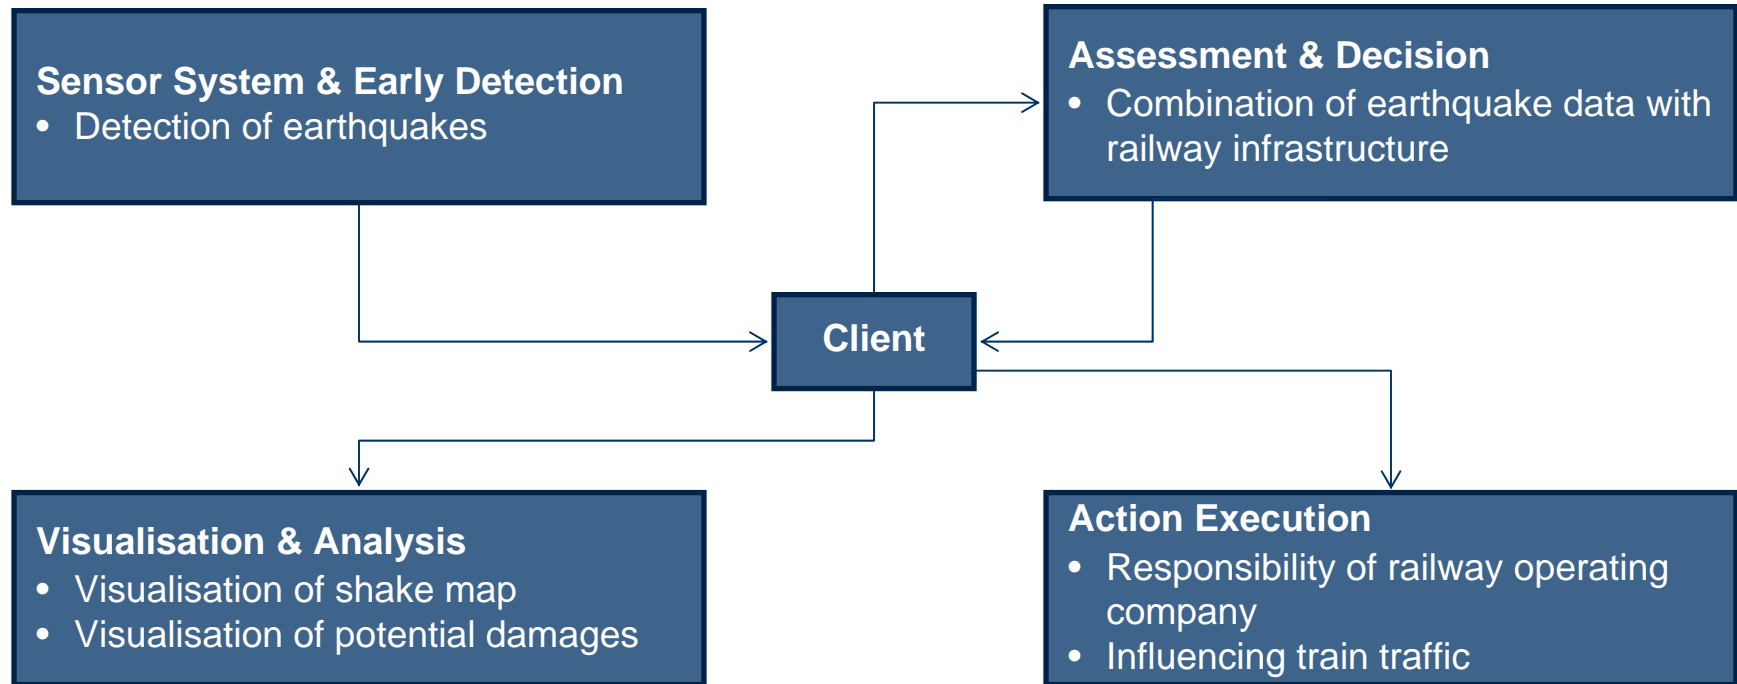 Sensor System & Early Detection
• Detection of earthquakes
Assessment & Decision
• Combination of earthquake data with
railway infrastructure
Client
Visualisation & Analysis
• Visualisation of shake map
• Visualisation of potential damages
Action Execution
• Responsibility of railway operating
company
• Influencing train traffic